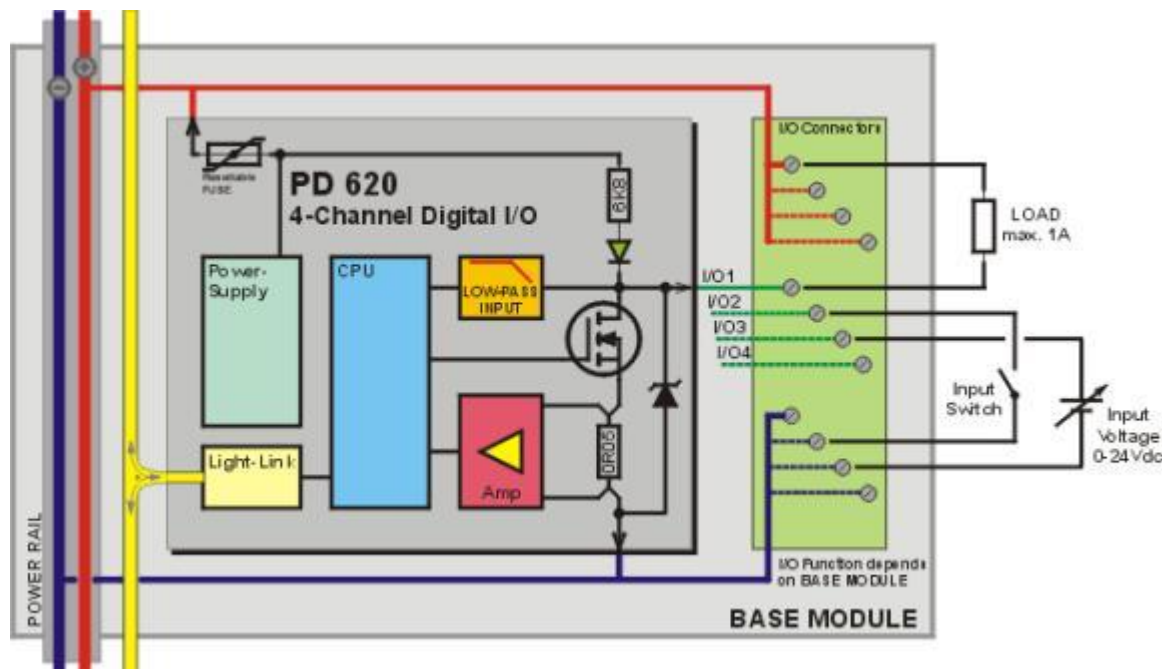 I/O Connectors
Resettable
FUSE
PD 620
4-Channel Digital I/O
6K8
LOAD
max. 1A
Power-
Supply
CPU
LOW-PASS
INPUT
I/O1
I/O2
I/O3
I/O4
Input
Switch
Input
Voltage
0-24Vdc
Light-Link
Amp
0R05
POWER RAIL
I/O Function depends
on BASE MODULE
BASE MODULE